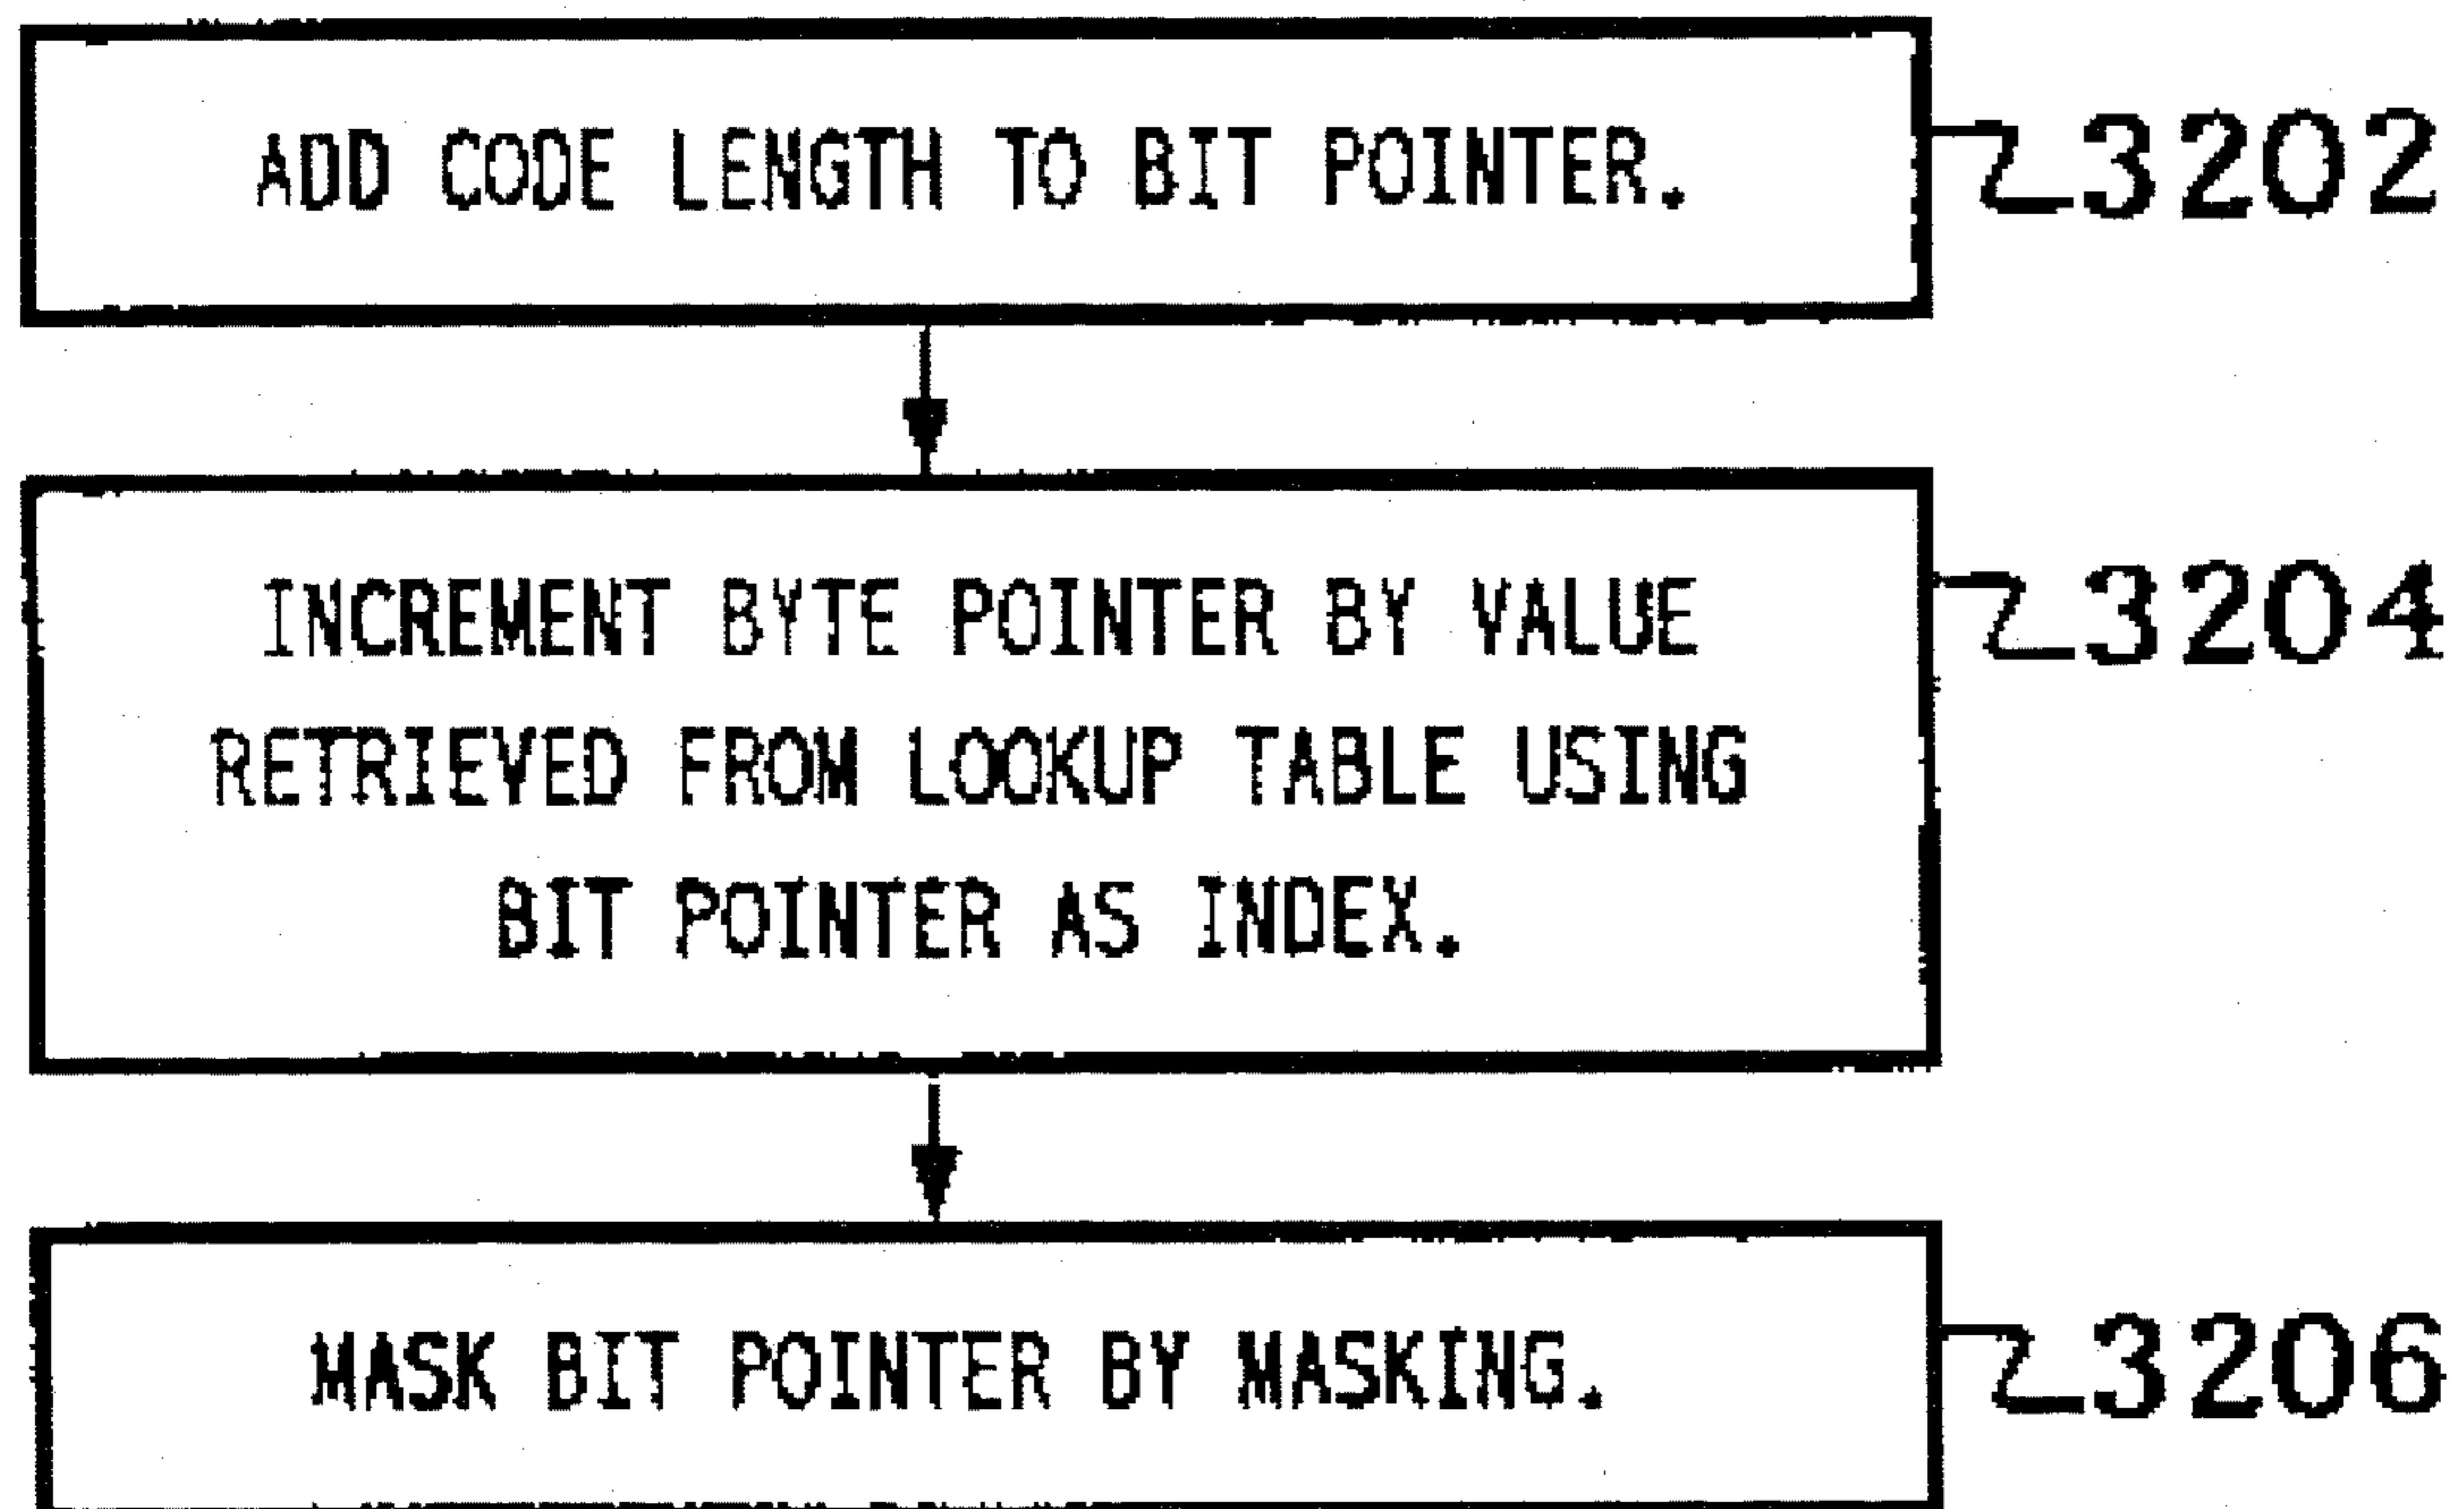 ADD CODE LENGTH TO BIT POINTER.
3202
INCREMENT BYTE POINTER BY VALUE
3204
RETRIEVED FROM LOOKUP TABLE USING
BIT POINTER AS INDEX.
MASK BIT POINTER BY MASKING.
3206